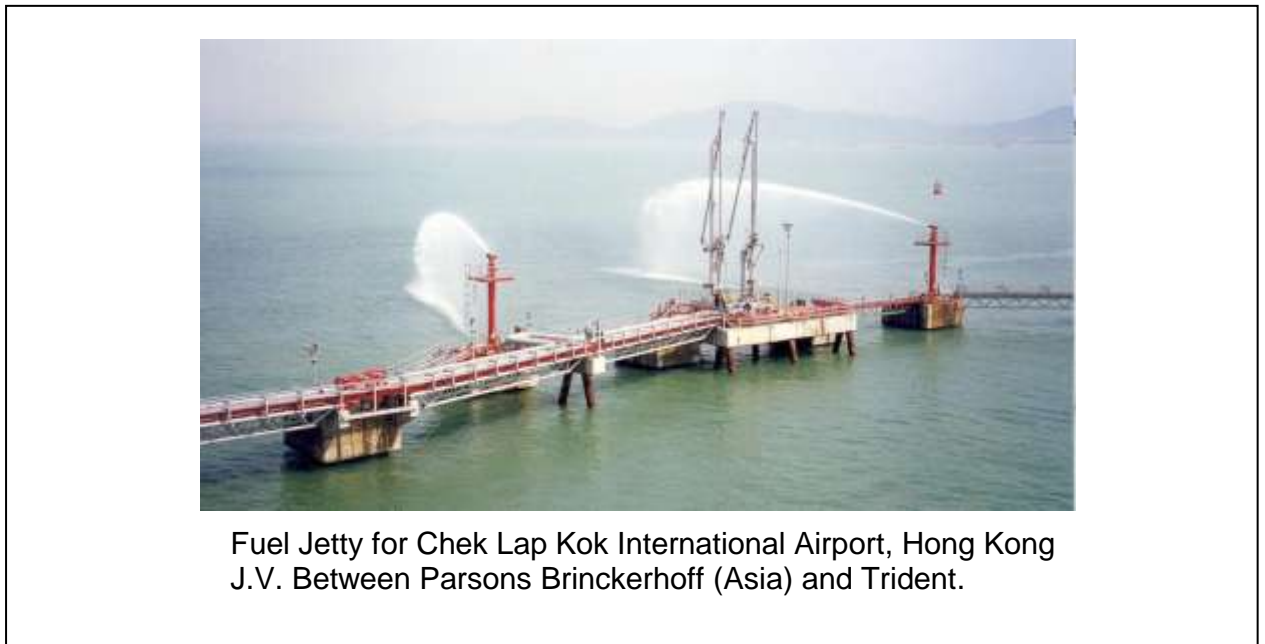 Fuel Jetty for Chek Lap Kok International Airport, Hong Kong
J.V. Between Parsons Brinckerhoff (Asia) and Trident.